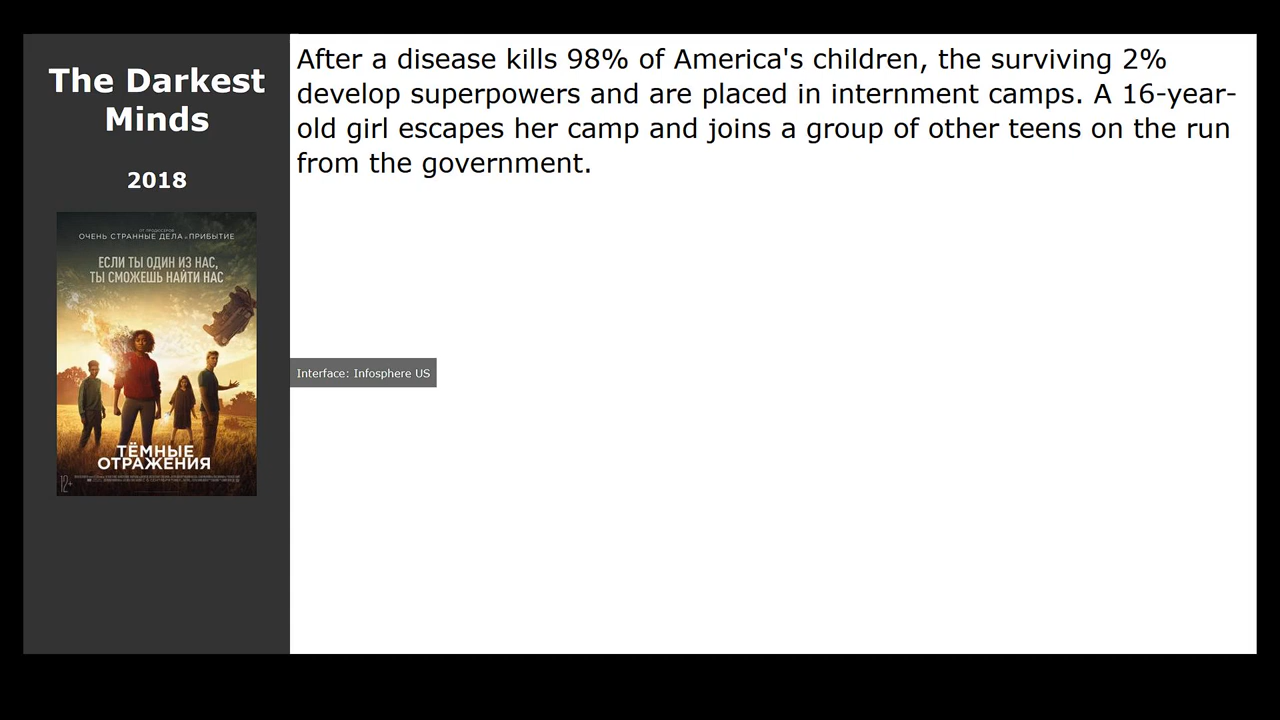 The Darkest
Minds
2018
ОЧЕНЬ СТРАННЫЕ ДЕЛА ПРИБЫТИЕ
ЕСЛИ ТЫ ОДИН ИЗ НАС,
ТЫ СМОЖЕШЬ НАЙТИ НАС
ТЁМНЫЕ
ОТРАЖЕНИЯ
12+
After a disease kills 98% of America's children, the surviving 2%
develop superpowers and are placed in internment camps. A 16-year-
old girl escapes her camp and joins a group of other teens on the run
from the government.
Interface: Infosphere US